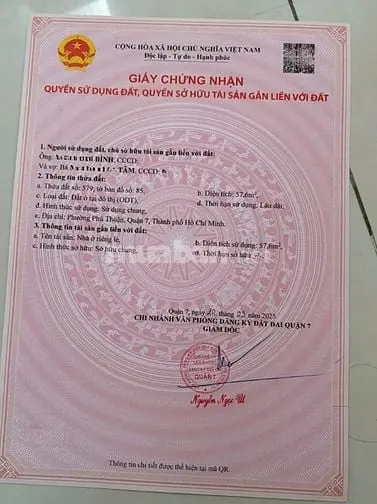 CỘNG HÒA XÃ HỘI CHỦ NGHĨA VIỆT NAM
Độc lập - Tự do - Hạnh phúc
GIẤY CHỨNG NHẬN
QUYỀN SỬ DỤNG ĐẤT, QUYỀN SỞ HỮU TÀI SẢN GẮN LIỀN VỚI ĐẤT
1. Người sử dụng đất, chủ sở hữu tài sản gắn liền với đất:
Ông: BÌNH, CCCD:
Và vợ: Bà TÂM, CCCD
2. Thông tin thửa đất:
a. Thửa đất số: 579; tờ bản đồ số: 85, b. Diện tích: 57,6m²,
c. Loại đất: Đất ở tại đô thị (ODT), d. Thời hạn sử dụng: Lâu dài;
đ. Hình thức sử dụng: Sử dụng chung,
e. Địa chỉ: Phường Phú Thuận, Quận 7, Thành phố Hồ Chí Minh.
3. Thông tin tài sản gắn liền với đất:
a. Tên tài sản: Nhà ở riêng lẻ, b. Diện tích sử dụng: 57,6m²
c. Hình thức sở hữu: Sở hữu chung, d. Thời hạn sở hữu: -/-.
Quận 7, ngày 20 tháng 03 năm 2025
CHI NHÁNH VĂN PHÒNG ĐĂNG KÝ ĐẤT ĐAI QUẬN 7
GIÁM ĐỐC
QUẬN 7
Nguyễn Ngọc Út
Thông tin chi tiết được thể hiện tại mã QR.